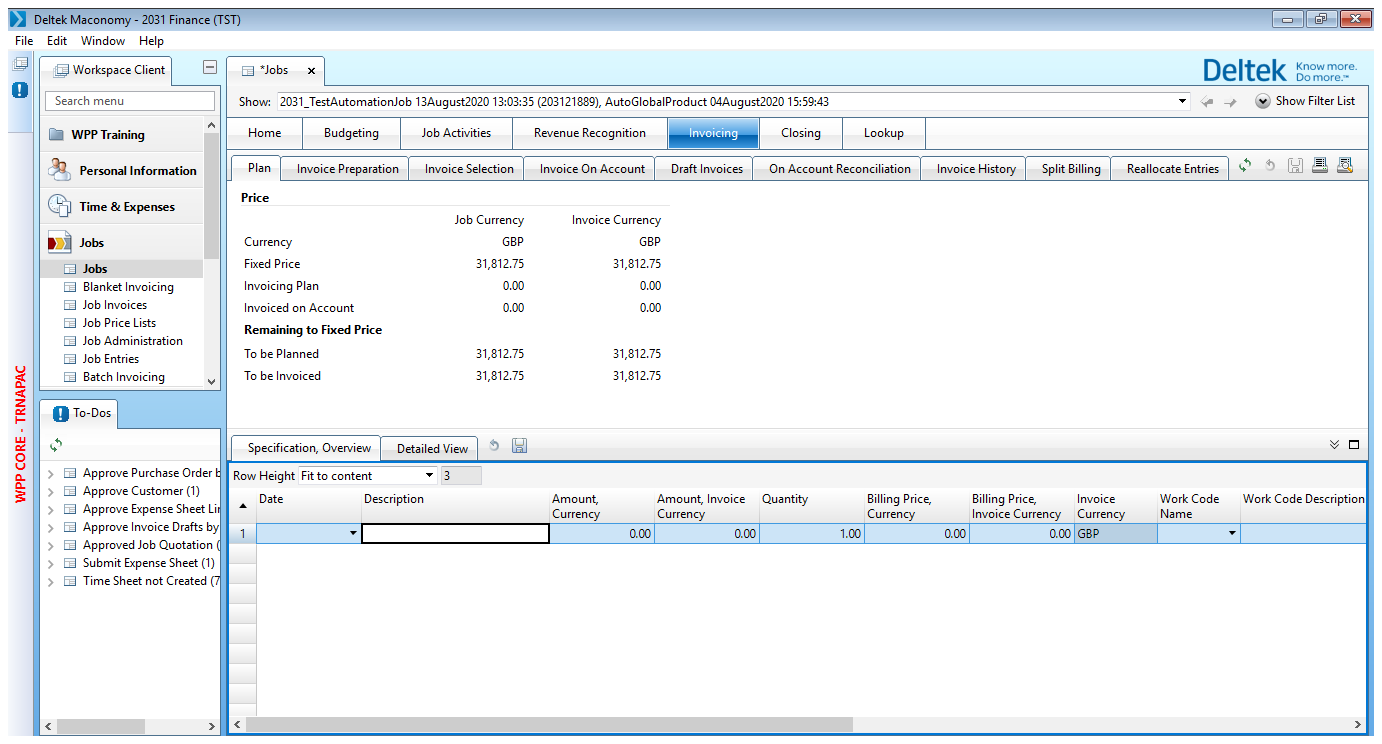 Deltek Maconomy - 2031 Finance (TST)
File Edit Window Help
Workspace Client
Search menu
WPP Training
Personal Information
Time & Expenses
Jobs
Jobs
Blanket Invoicing
Job Invoices
Job Price Lists
Job Administration
Job Entries
Batch Invoicing
WPP CORE - TRNAPAC
To-Dos
Approve Purchase Order b
Approve Customer (1)
Approve Expense Sheet Lir
Approve Invoice Drafts by
Approved Job Quotation (
Submit Expense Sheet (1)
Time Sheet not Created (7
*Jobs x
Deltek Know more.
Do more.™
Show: 2031_TestAutomationJob 13August2020 13:03:35 (203121889), AutoGlobalProduct 04August2020 15:59:43 Show Filter List
Home Budgeting Job Activities Revenue Recognition Invoicing Closing Lookup
Plan Invoice Preparation Invoice Selection Invoice On Account Draft Invoices On Account Reconciliation Invoice History Split Billing Reallocate Entries
Price
Job Currency Invoice Currency
Currency GBP GBP
Fixed Price 31,812.75 31,812.75
Invoicing Plan 0.00 0.00
Invoiced on Account 0.00 0.00
Remaining to Fixed Price
To be Planned 31,812.75 31,812.75
To be Invoiced 31,812.75 31,812.75
Specification, Overview Detailed View
Row Height Fit to content 3
Date Description Amount, Amount, Invoice Quantity Billing Price, Billing Price, Invoice Work Code Work Code Description
Currency Currency Currency Invoice Currency Currency Name
1 0.00 0.00 1.00 0.00 0.00 GBP